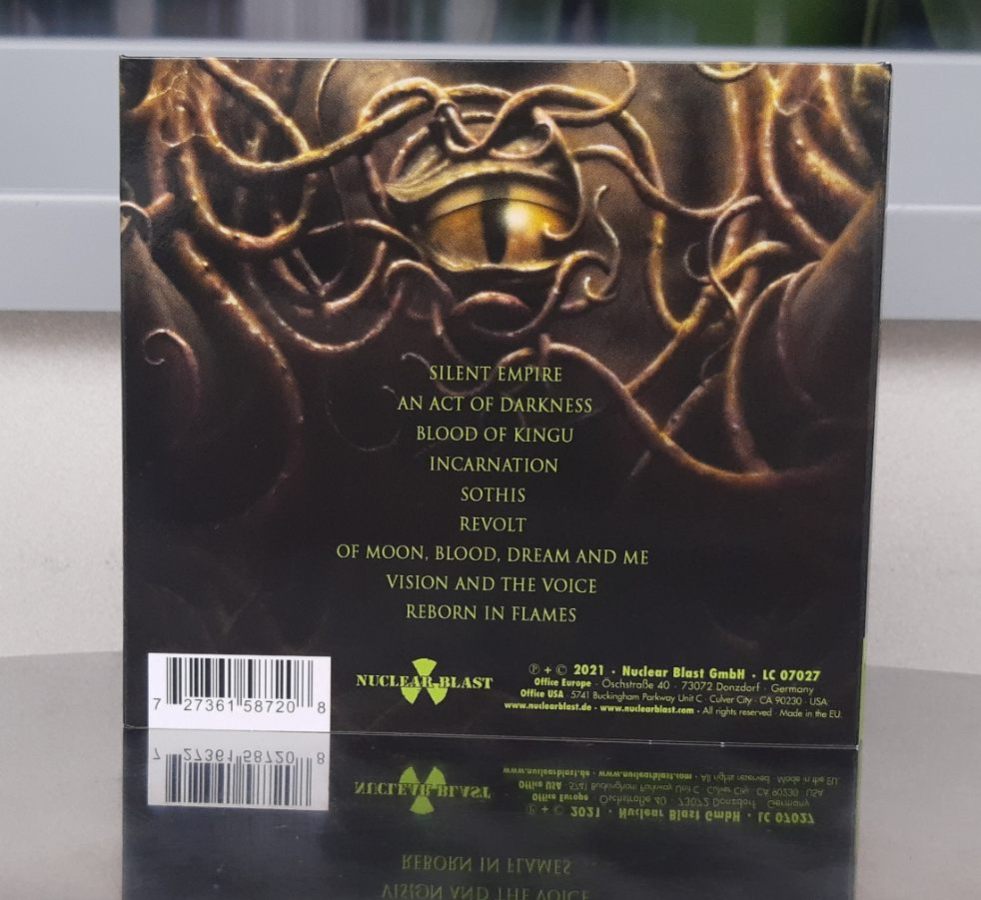 SILENT EMPIRE
AN ACT OF DARKNESS
BLOOD OF KINGU
INCARNATION
SOTHIS
REVOLT
OF MOON, BLOOD, DREAM AND ME
VISION AND THE VOICE
REBORN IN FLAMES
7 27361 58720 8
NUCLEAR BLAST
℗ + © 2021 · Nuclear Blast GmbH · LC 07027
Office Europe · Öschstraße 40 · 73072 Donzdorf · Germany
Office USA · 5741 Buckingham Parkway Unit C · Culver City · CA 90230 · USA
www.nuclearblast.de · www.nuclearblast.com · All rights reserved · Made in the EU.